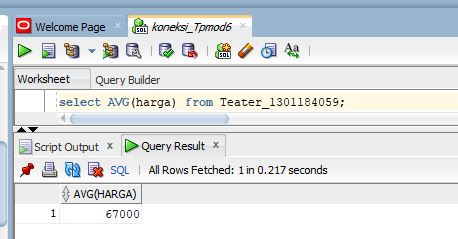 Welcome Page
koneksi_Tpmod6
SQL
Aa
Worksheet
Query Builder
select AVG(harga) from Teater_1301184059;
Script Output
Query Result
SQL
All Rows Fetched: 1 in 0.217 seconds
AVG(HARGA)
1
67000